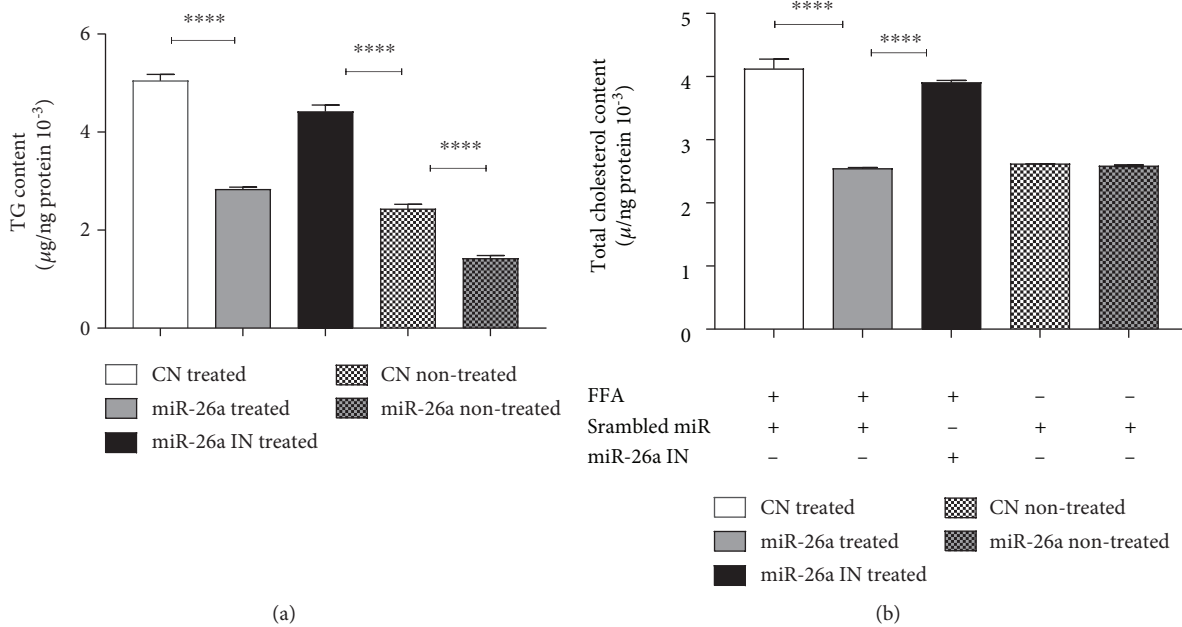 ****
****
****
6
4
2
0
TG content
(μg/ng protein 10-3)
CN treated
CN non-treated
miR-26a treated
miR-26a non-treated
miR-26a IN treated
(a)
****
****
5
4
3
2
1
0
Total cholesterol content
(μ/ng protein 10-3)
FFA + + + – –
Srambled miR + + – + +
miR-26a IN – – + – –
CN treated
CN non-treated
miR-26a treated
miR-26a non-treated
miR-26a IN treated
(b)